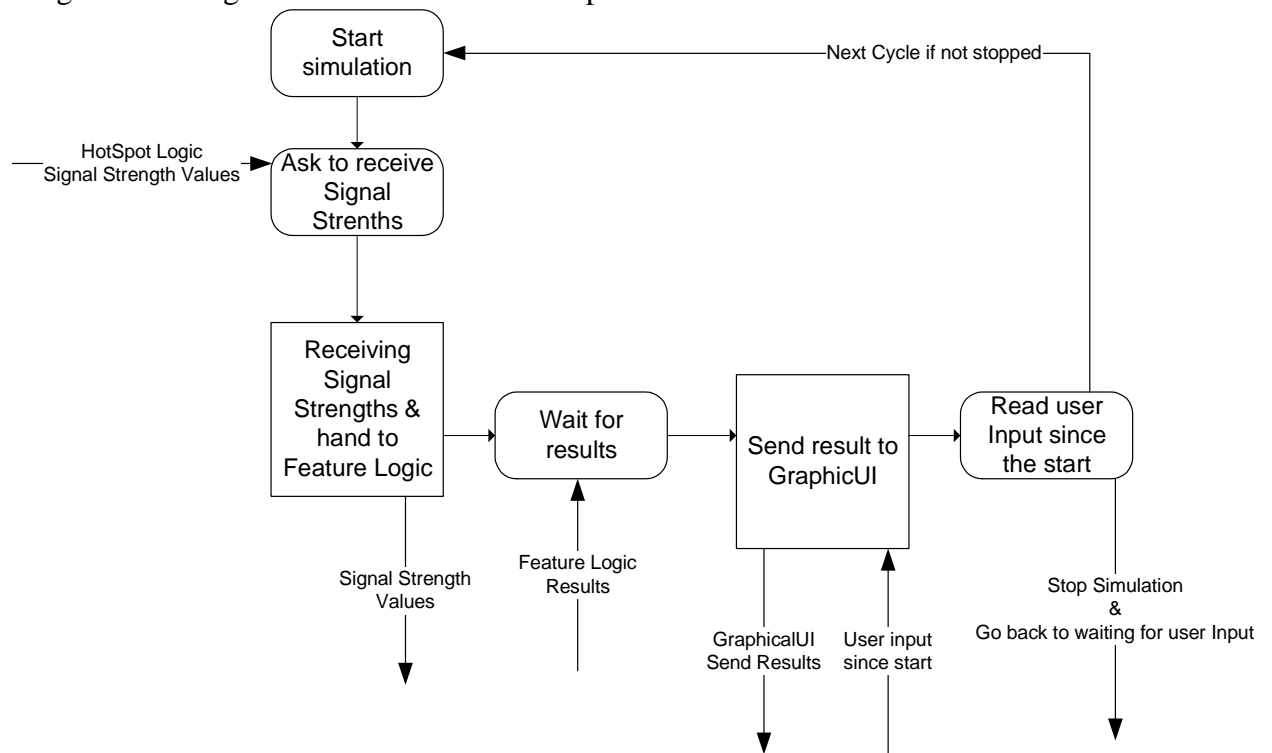 Start
simulation
Next Cycle if not stopped
HotSpot Logic
Signal Strength Values
Ask to receive
Signal
Strenths
Receiving
Signal
Strengths &
hand to
Feature Logic
Wait for
results
Send result to
GraphicUI
Read user
Input since
the start
Signal Strength
Values
Feature Logic
Results
GraphicalUI
Send Results
User input
since start
Stop Simulation
&
Go back to waiting for user Input